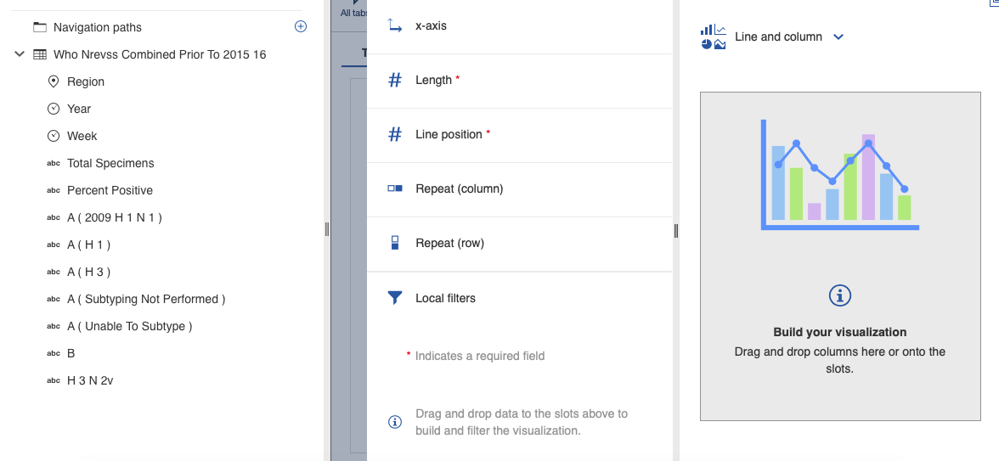 Navigation paths
Who Nrevss Combined Prior To 2015 16
Region
Year
Week
abc Total Specimens
abc Percent Positive
abc A ( 2009 H 1 N 1 )
abc A ( H 1 )
abc A ( H 3 )
abc A ( Subtyping Not Performed )
abc A ( Unable To Subtype )
abc B
abc H 3 N 2v
All tabs
T
x-axis
# Length *
# Line position *
Repeat (column)
Repeat (row)
Local filters
* Indicates a required field
Drag and drop data to the slots above to
build and filter the visualization.
Line and column
Build your visualization
Drag and drop columns here or onto the
slots.